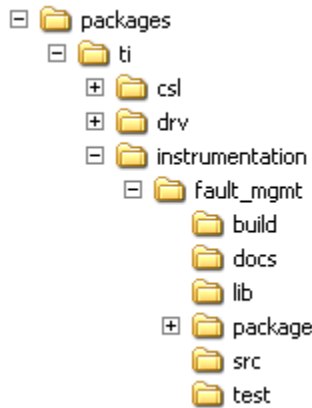 packages
ti
csl
drv
instrumentation
fault_mgmt
build
docs
lib
package
src
test